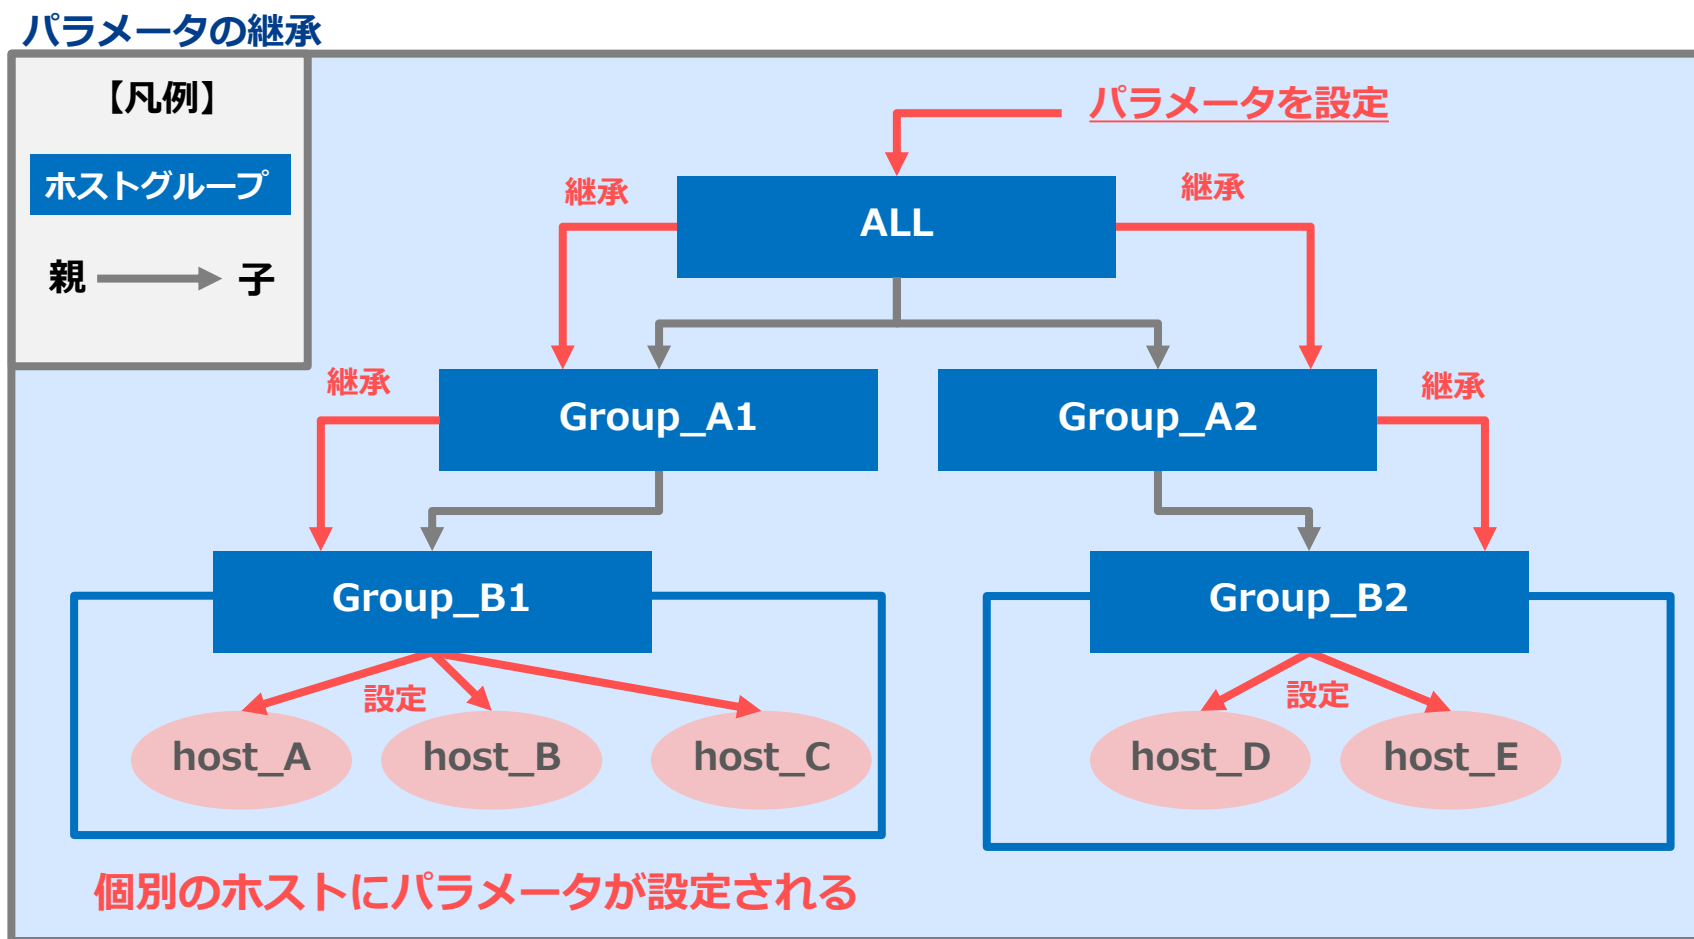 パラメータの継承
【凡例】
ホストグループ
親 子
パラメータを設定
継承
継承
ALL
継承
継承
Group_A1
Group_A2
Group_B1
Group_B2
設定
設定
host_A
host_B
host_C
host_D
host_E
個別のホストにパラメータが設定される